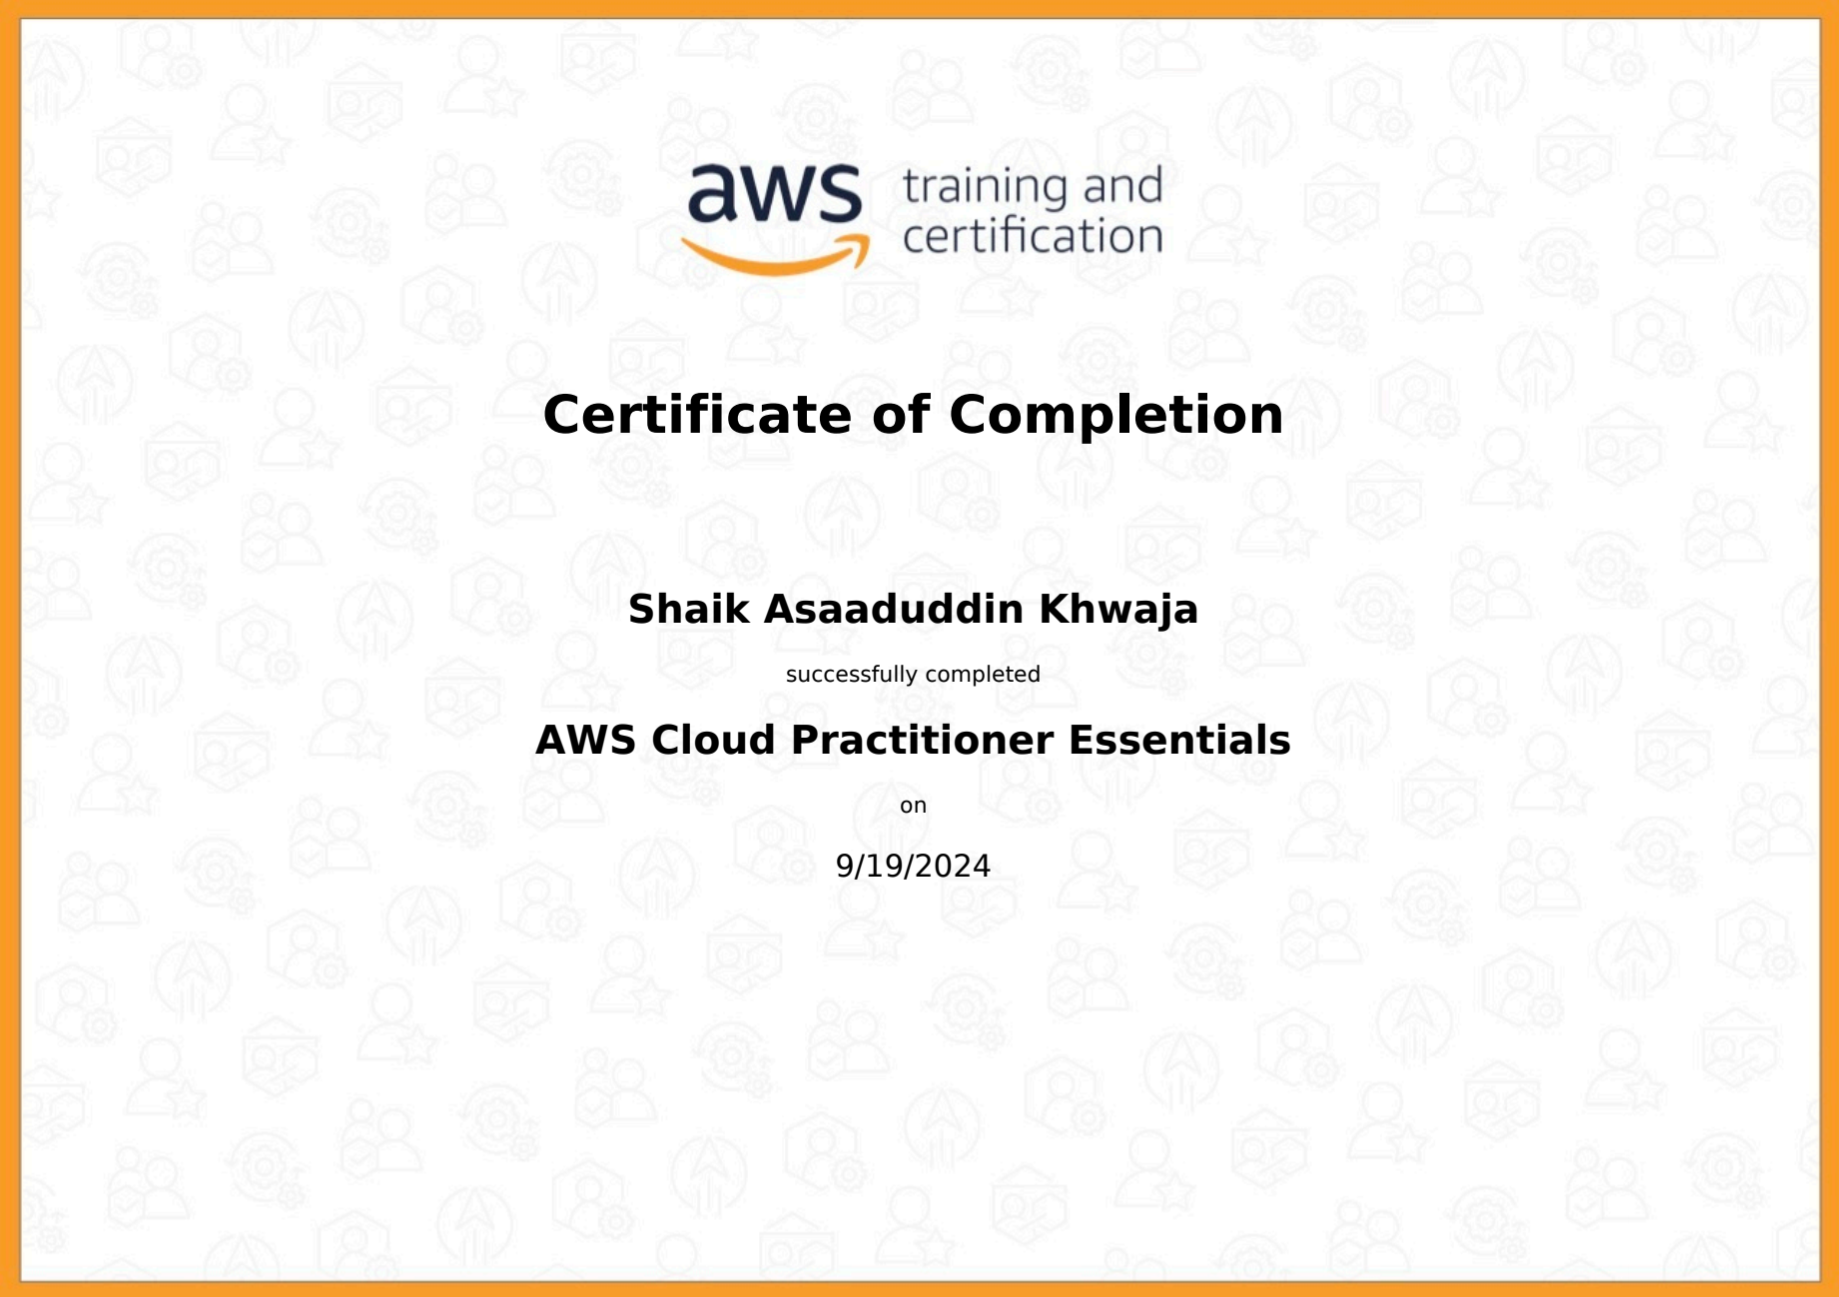 aws training and
certification
Certificate of Completion
Shaik Asaaduddin Khwaja
successfully completed
AWS Cloud Practitioner Essentials
on
9/19/2024